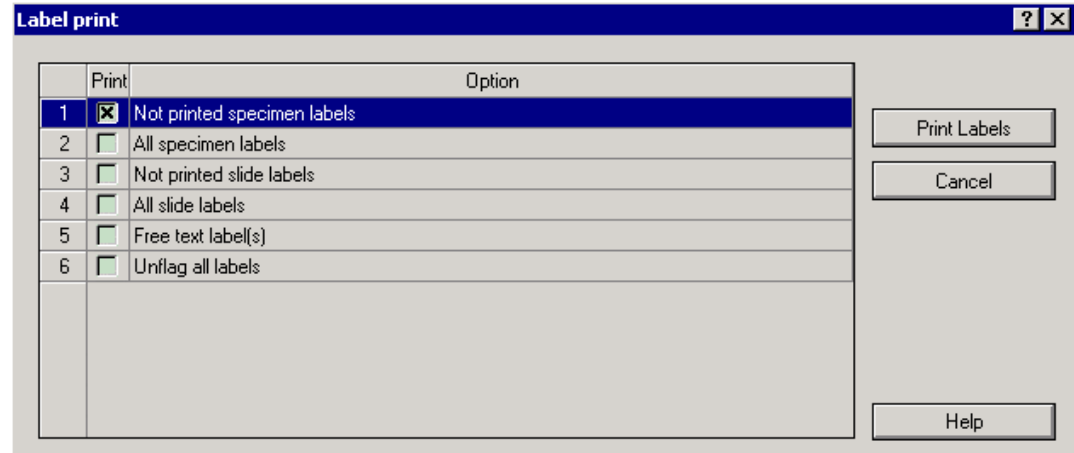 Label print
Print Option
1 Not printed specimen labels
2 All specimen labels
3 Not printed slide labels
4 All slide labels
5 Free text label(s)
6 Unflag all labels
Print Labels
Cancel
Help